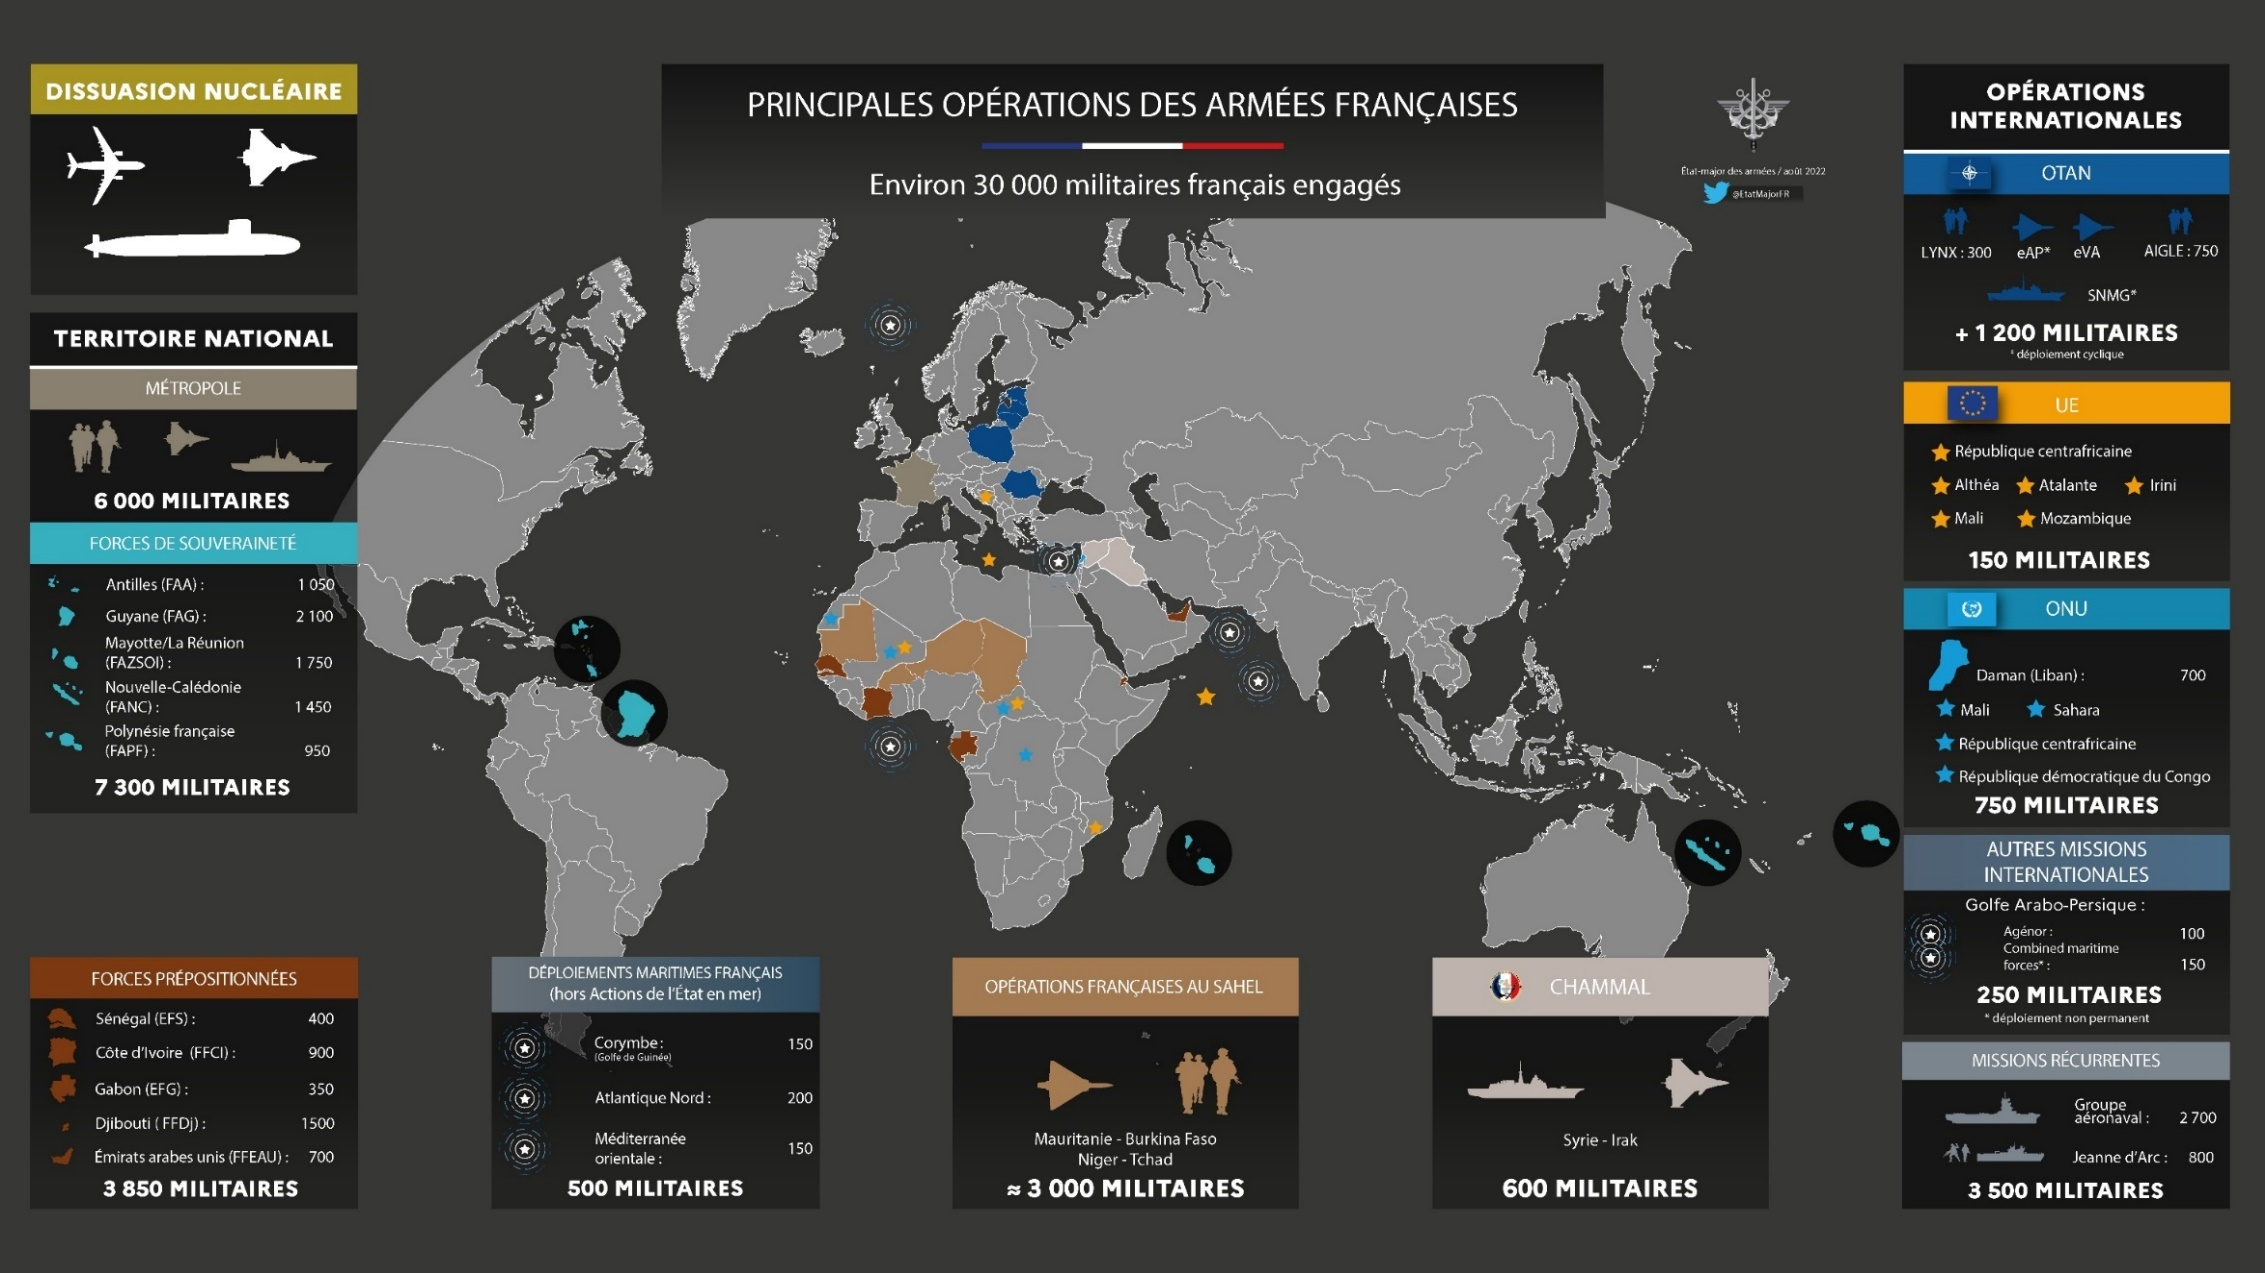 DISSUASION NUCLÉAIRE
TERRITOIRE NATIONAL
MÉTROPOLE
6 000 MILITAIRES
FORCES DE SOUVERAINETÉ
Antilles (FAA) : 1 050
Guyane (FAG) : 2 100
Mayotte/La Réunion
(FAZSOI) : 1 750
Nouvelle-Calédonie
(FANC) : 1 450
Polynésie française
(FAPF) : 950
7 300 MILITAIRES
FORCES PRÉPOSITIONNÉES
Sénégal (EFS) : 400
Côte d'Ivoire (FFCI) : 900
Gabon (EFG) : 350
Djibouti ( FFDj) : 1500
Émirats arabes unis (FFEAU) : 700
3 850 MILITAIRES
PRINCIPALES OPÉRATIONS DES ARMÉES FRANÇAISES
Environ 30 000 militaires français engagés
État-major des armées / août 2022
@EtatMajorFR
DÉPLOIEMENTS MARITIMES FRANÇAIS
(hors Actions de l'État en mer)
Corymbe : 150
(Golfe de Guinée)
Atlantique Nord : 200
Méditerranée
orientale : 150
500 MILITAIRES
OPÉRATIONS FRANÇAISES AU SAHEL
Mauritanie - Burkina Faso
Niger - Tchad
≈ 3 000 MILITAIRES
CHAMMAL
Syrie - Irak
600 MILITAIRES
OPÉRATIONS
INTERNATIONALES
OTAN
LYNX : 300 eAP* eVA AIGLE : 750
SNMG*
+ 1 200 MILITAIRES
* déploiement cyclique
UE
République centrafricaine
Althéa Atalante Irini
Mali Mozambique
150 MILITAIRES
ONU
Daman (Liban) : 700
Mali Sahara
République centrafricaine
République démocratique du Congo
750 MILITAIRES
AUTRES MISSIONS
INTERNATIONALES
Golfe Arabo-Persique :
Agénor : 100
Combined maritime
forces* : 150
250 MILITAIRES
* déploiement non permanent
MISSIONS RÉCURRENTES
Groupe
aéronaval : 2 700
Jeanne d'Arc : 800
3 500 MILITAIRES